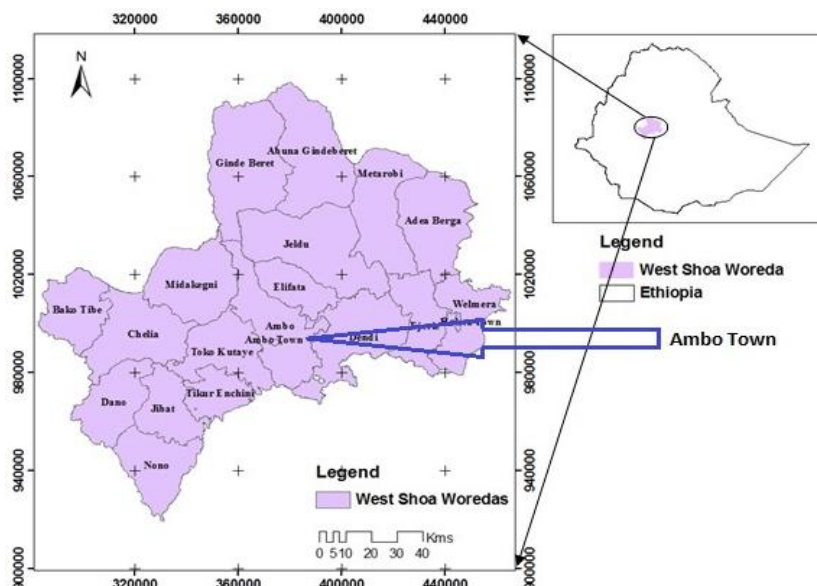 320000 360000 400000 440000
N
1100000
1060000
1020000
980000
940000
1100000
1060000
1020000
980000
940000
Abuna Gindeberet
Ginde Beret
Metarobi
Adea Berga
Jeldu
Midakegni
Elifata
Bako Tibe
Welmera
Chelia
Ambo
Ambo Town
Toko Kutaye
Dendi
Town
Dano
Jibat
Tikur Enchini
Nono
Legend
West Shoa Woredas
Kms
0 5 10 20 30 40
320000 360000 400000 440000
Legend
West Shoa Woreda
Ethiopia
Ambo Town